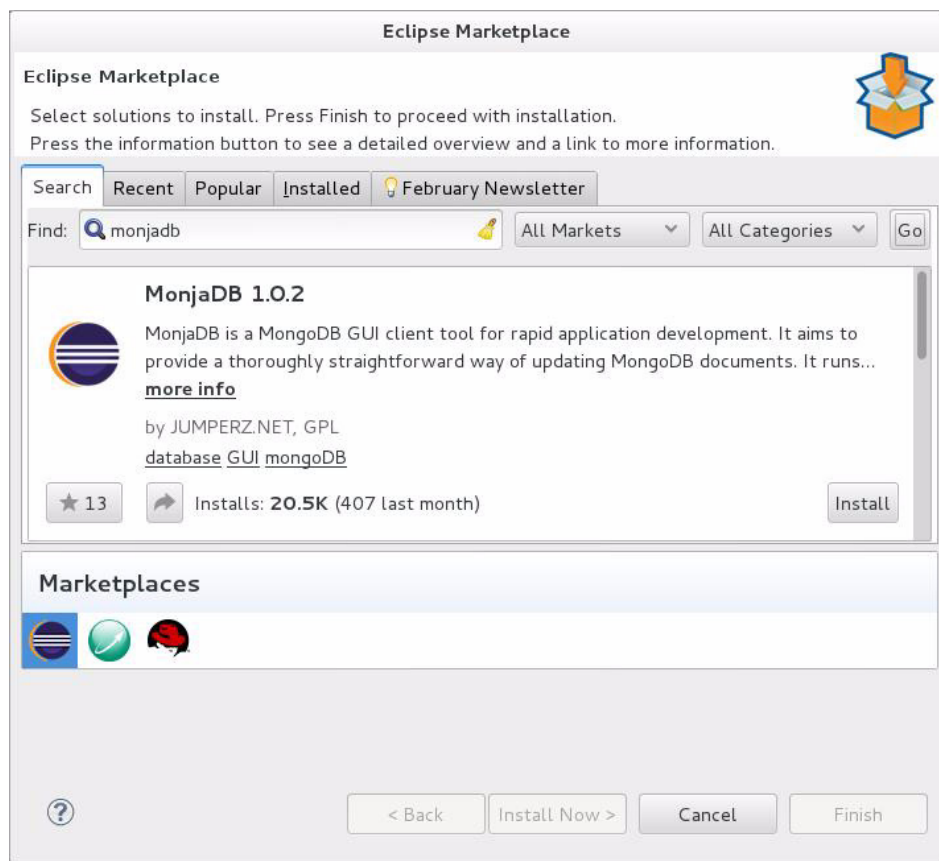 Eclipse Marketplace
Eclipse Marketplace
Select solutions to install. Press Finish to proceed with installation.
Press the information button to see a detailed overview and a link to more information.
Search Recent Popular Installed February Newsletter
Find: monjadb All Markets All Categories Go
MonjaDB 1.0.2
MonjaDB is a MongoDB GUI client tool for rapid application development. It aims to
provide a thoroughly straightforward way of updating MongoDB documents. It runs...
more info
by JUMPERZ.NET, GPL
database GUI mongoDB
13 Installs: 20.5K (407 last month) Install
Marketplaces
? < Back Install Now > Cancel Finish